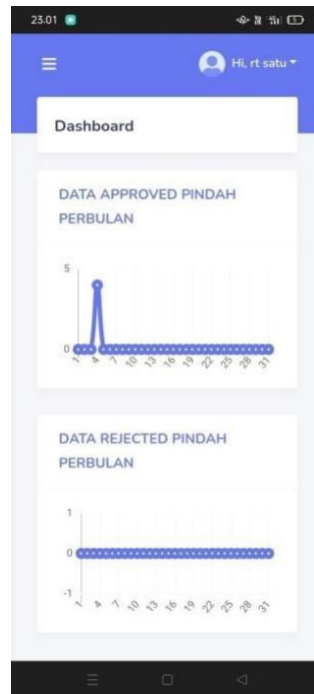 23.01
Hi, rt satu
Dashboard
DATA APPROVED PINDAH
PERBULAN
5
0
1 4 7 10 13 16 19 22 25 28 31
DATA REJECTED PINDAH
PERBULAN
1
0
-1
1 4 7 10 13 16 19 22 25 28 31